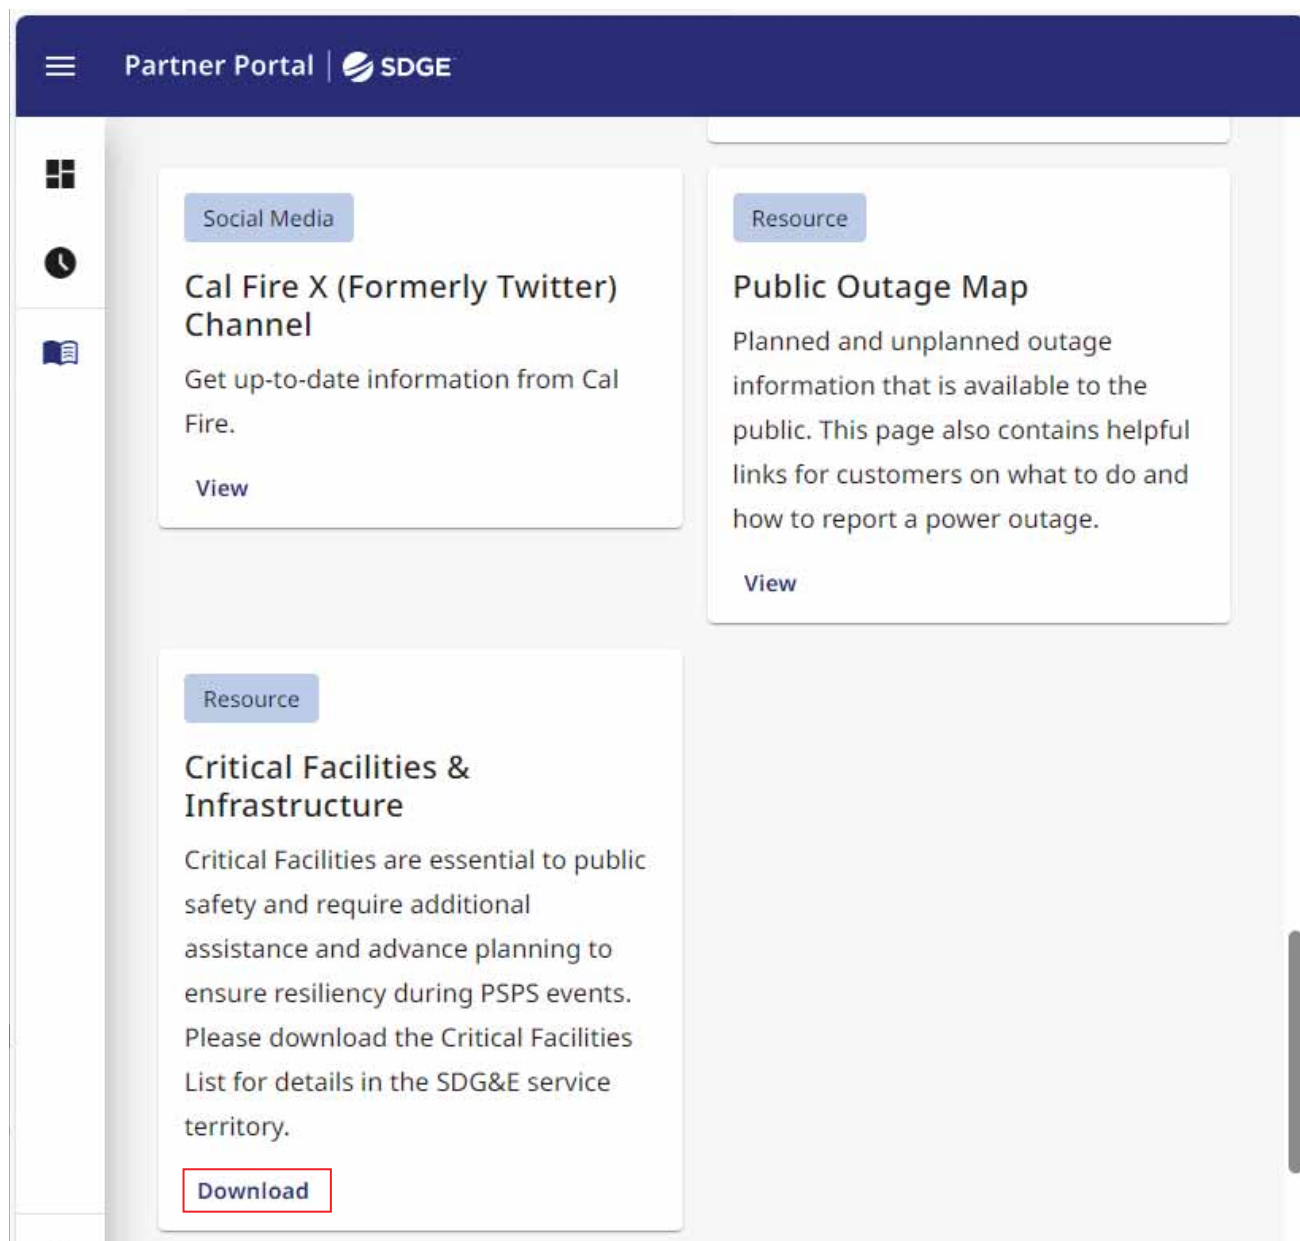 Partner Portal | SDGE
Social Media
Cal Fire X (Formerly Twitter)
Channel
Get up-to-date information from Cal
Fire.
View
Resource
Public Outage Map
Planned and unplanned outage
information that is available to the
public. This page also contains helpful
links for customers on what to do and
how to report a power outage.
View
Resource
Critical Facilities &
Infrastructure
Critical Facilities are essential to public
safety and require additional
assistance and advance planning to
ensure resiliency during PSPS events.
Please download the Critical Facilities
List for details in the SDG&E service
territory.
Download